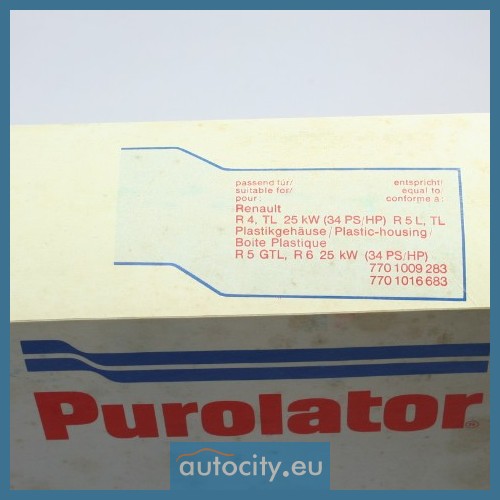 passend für/ entspricht/
suitable for/ equal to:
pour: conforme à:
Renault
R 4, TL 25 kW (34 PS/HP) R 5 L, TL
Plastikgehäuse/Plastic-housing/
Boite Plastique
R 5 GTL, R 6 25 kW (34 PS/HP)
770 1009 283
770 1016 683
Purolator®
autocity.eu